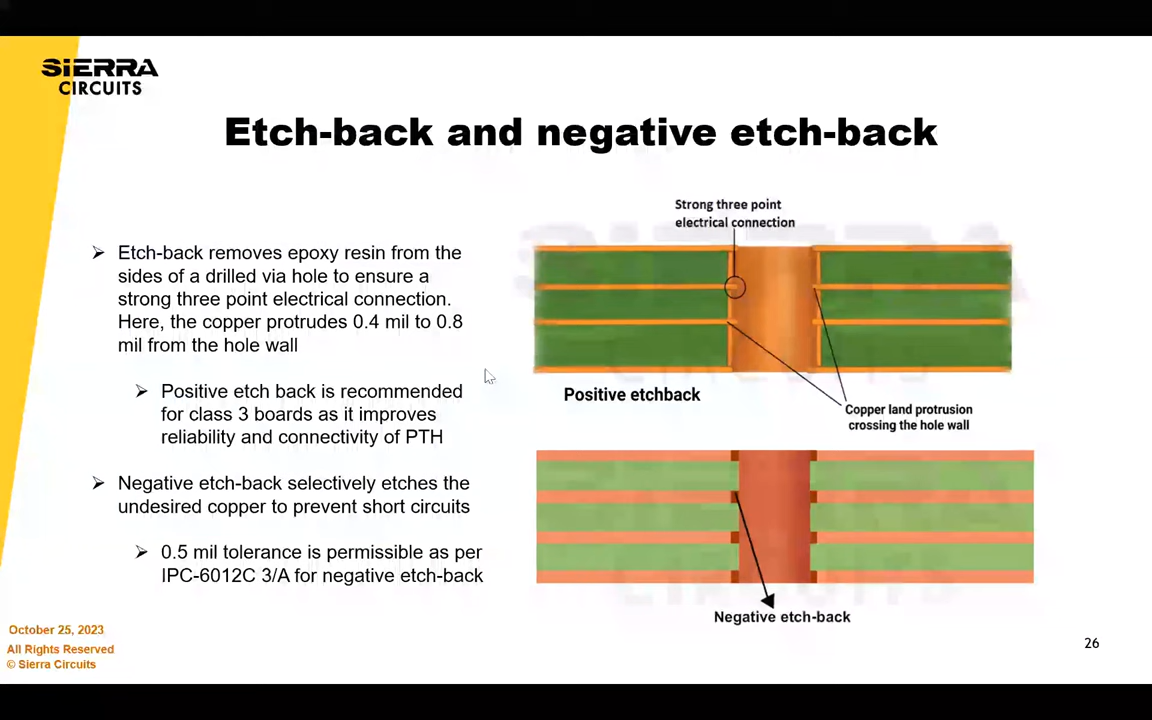 SIERRA
CIRCUITS
Etch-back and negative etch-back
➢ Etch-back removes epoxy resin from the
sides of a drilled via hole to ensure a
strong three point electrical connection.
Here, the copper protrudes 0.4 mil to 0.8
mil from the hole wall
➢ Positive etch back is recommended
for class 3 boards as it improves
reliability and connectivity of PTH
➢ Negative etch-back selectively etches the
undesired copper to prevent short circuits
➢ 0.5 mil tolerance is permissible as per
IPC-6012C 3/A for negative etch-back
Strong three point
electrical connection
Positive etchback
Copper land protrusion
crossing the hole wall
Negative etch-back
October 25, 2023
All Rights Reserved
© Sierra Circuits
26